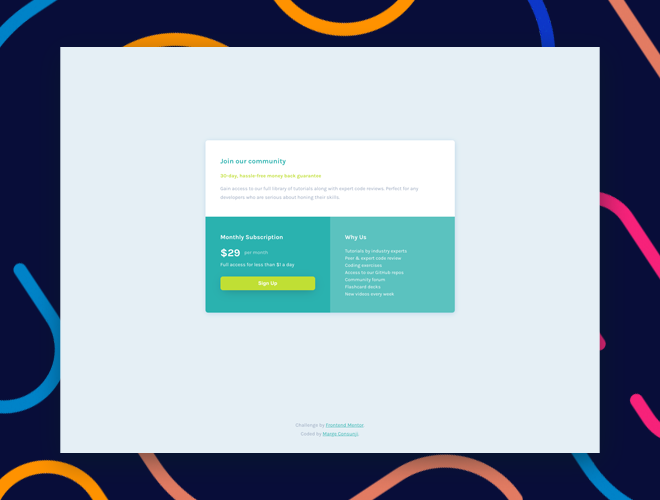 Join our community
30-day, hassle-free money back guarantee
Gain access to our full library of tutorials along with expert code reviews. Perfect for any
developers who are serious about honing their skills.
Monthly Subscription
$29 per month
Full access for less than $1 a day
Sign Up
Why Us
Tutorials by industry experts
Peer & expert code review
Coding exercises
Access to our GitHub repos
Community forum
Flashcard decks
New videos every week
Challenge by Frontend Mentor.
Coded by